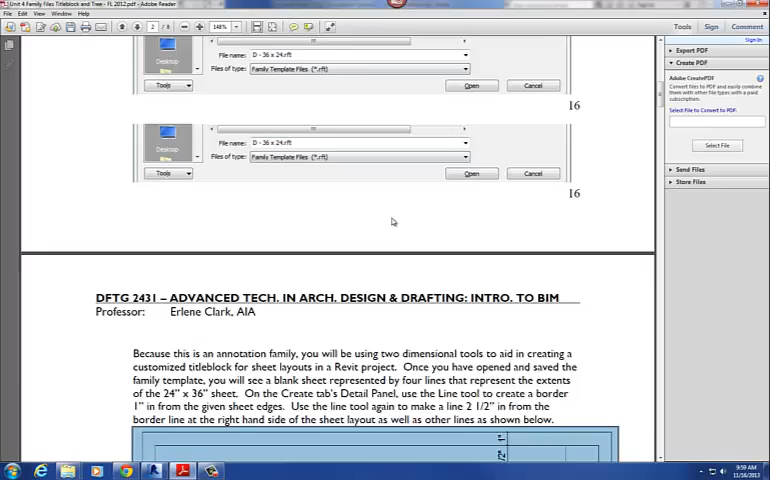 Unit 4 Family Files Titleblock and Tree - FL 2012.pdf - Adobe Reader
File Edit View Window Help
2 / 8
148%
Tools
Sign
Comment
Sign In
Desktop
File name: D - 36 x 24.rft
Files of type: Family Template Files (*.rft)
Tools
Open
Cancel
16
Desktop
File name: D - 36 x 24.rft
Files of type: Family Template Files (*.rft)
Tools
Open
Cancel
16
DFTG 2431 – ADVANCED TECH. IN ARCH. DESIGN & DRAFTING: INTRO. TO BIM
Professor: Erlene Clark, AIA
Because this is an annotation family, you will be using two dimensional tools to aid in creating a
customized titleblock for sheet layouts in a Revit project. Once you have opened and saved the
family template, you will see a blank sheet represented by four lines that represent the extents
of the 24" x 36" sheet. On the Create tab's Detail Panel, use the Line tool to create a border
1" in from the given sheet edges. Use the line tool again to make a line 2 1/2" in from the
border line at the right hand side of the sheet layout as well as other lines as shown below.
1"
Export PDF
Create PDF
Adobe CreatePDF
Convert files to PDF and easily combine
them with other file types with a paid
subscription.
Select File to Convert to PDF:
Select File
Send Files
Store Files
9:59 AM
11/16/2013